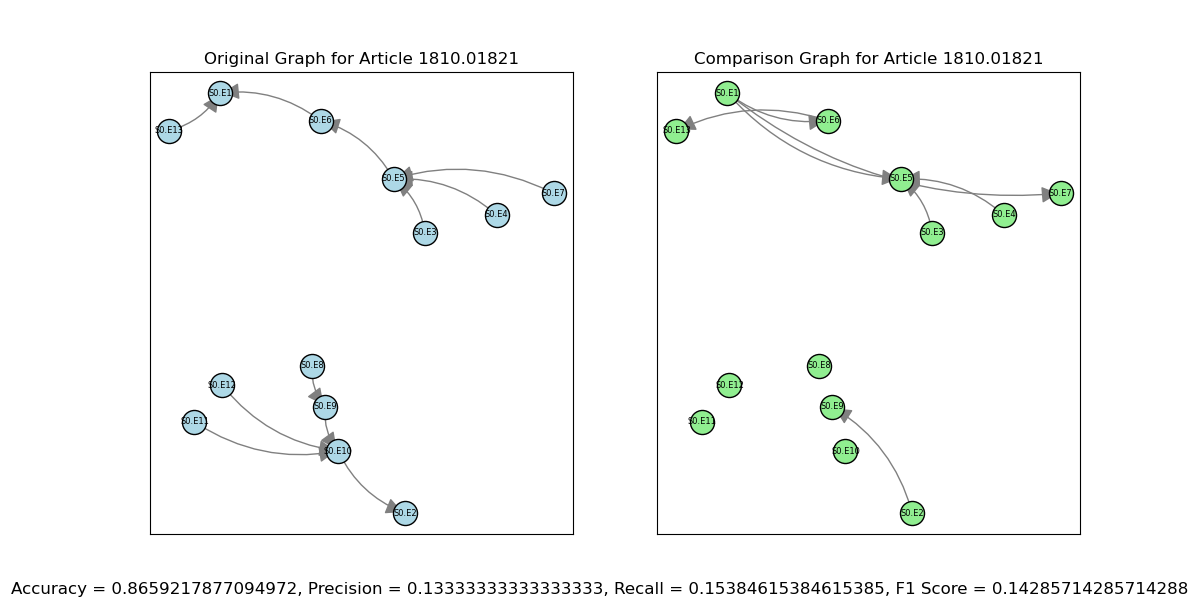 Original Graph for Article 1810.01821
S0.E1
S0.E6
S0.E13
S0.E5
S0.E7
S0.E4
S0.E3
S0.E8
S0.E12
S0.E9
S0.E11
S0.E10
S0.E2
Comparison Graph for Article 1810.01821
S0.E1
S0.E6
S0.E13
S0.E5
S0.E7
S0.E4
S0.E3
S0.E8
S0.E12
S0.E9
S0.E11
S0.E10
S0.E2
Accuracy = 0.8659217877094972, Precision = 0.13333333333333333, Recall = 0.15384615384615385, F1 Score = 0.14285714285714288